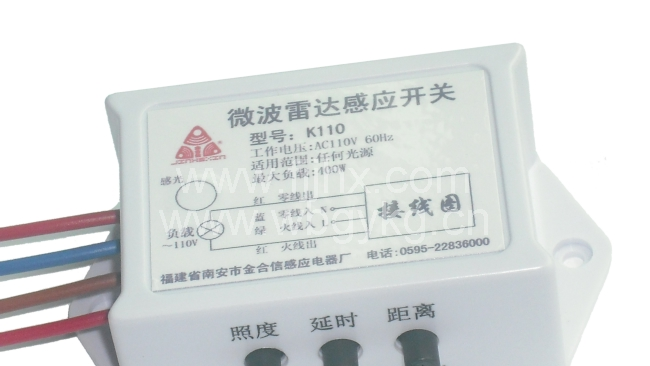 微波雷达感应开关
型号：K110
工作电压:AC110V 60Hz
适用范围:任何光源
最大负载:400W
感光
红 零线出
蓝 零线入 N
绿 火线入 L
红 火线出
负载
~110V
接线图
福建省南安市金合信感应电器厂 电话:0595-22836000
照度 延时 距离